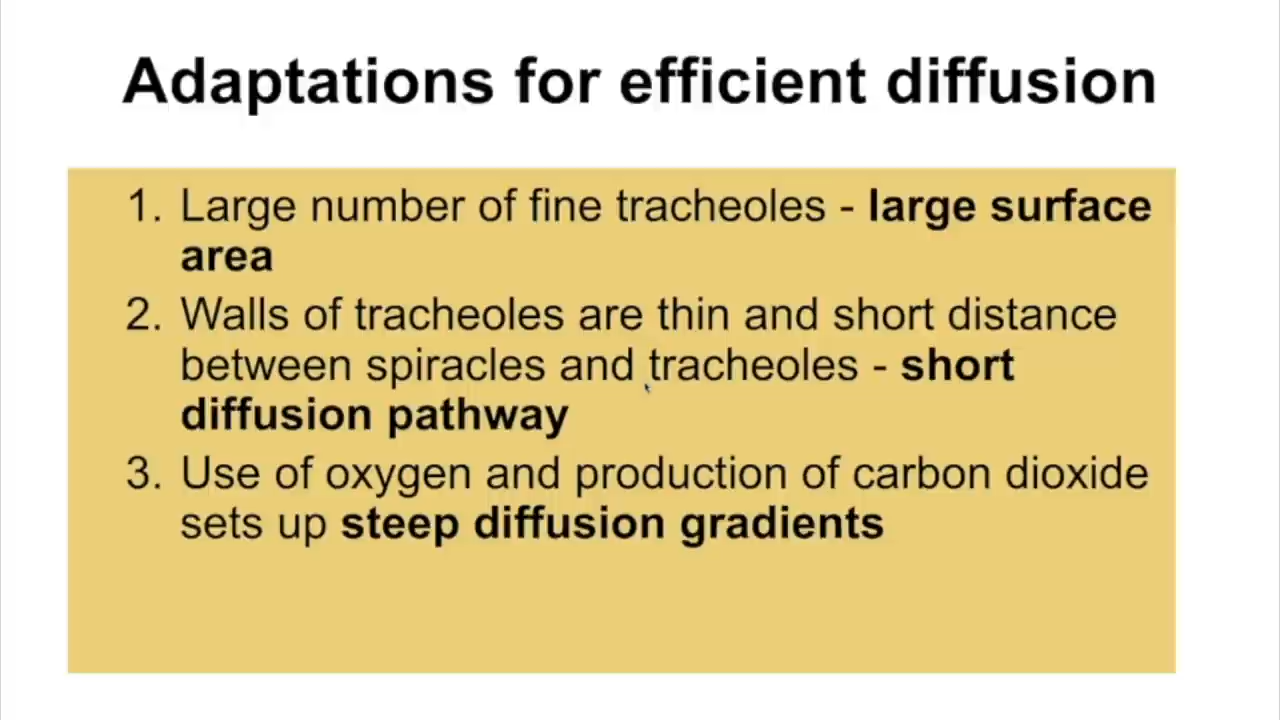 Adaptations for efficient diffusion
1. Large number of fine tracheoles - large surface
area
2. Walls of tracheoles are thin and short distance
between spiracles and tracheoles - short
diffusion pathway
3. Use of oxygen and production of carbon dioxide
sets up steep diffusion gradients